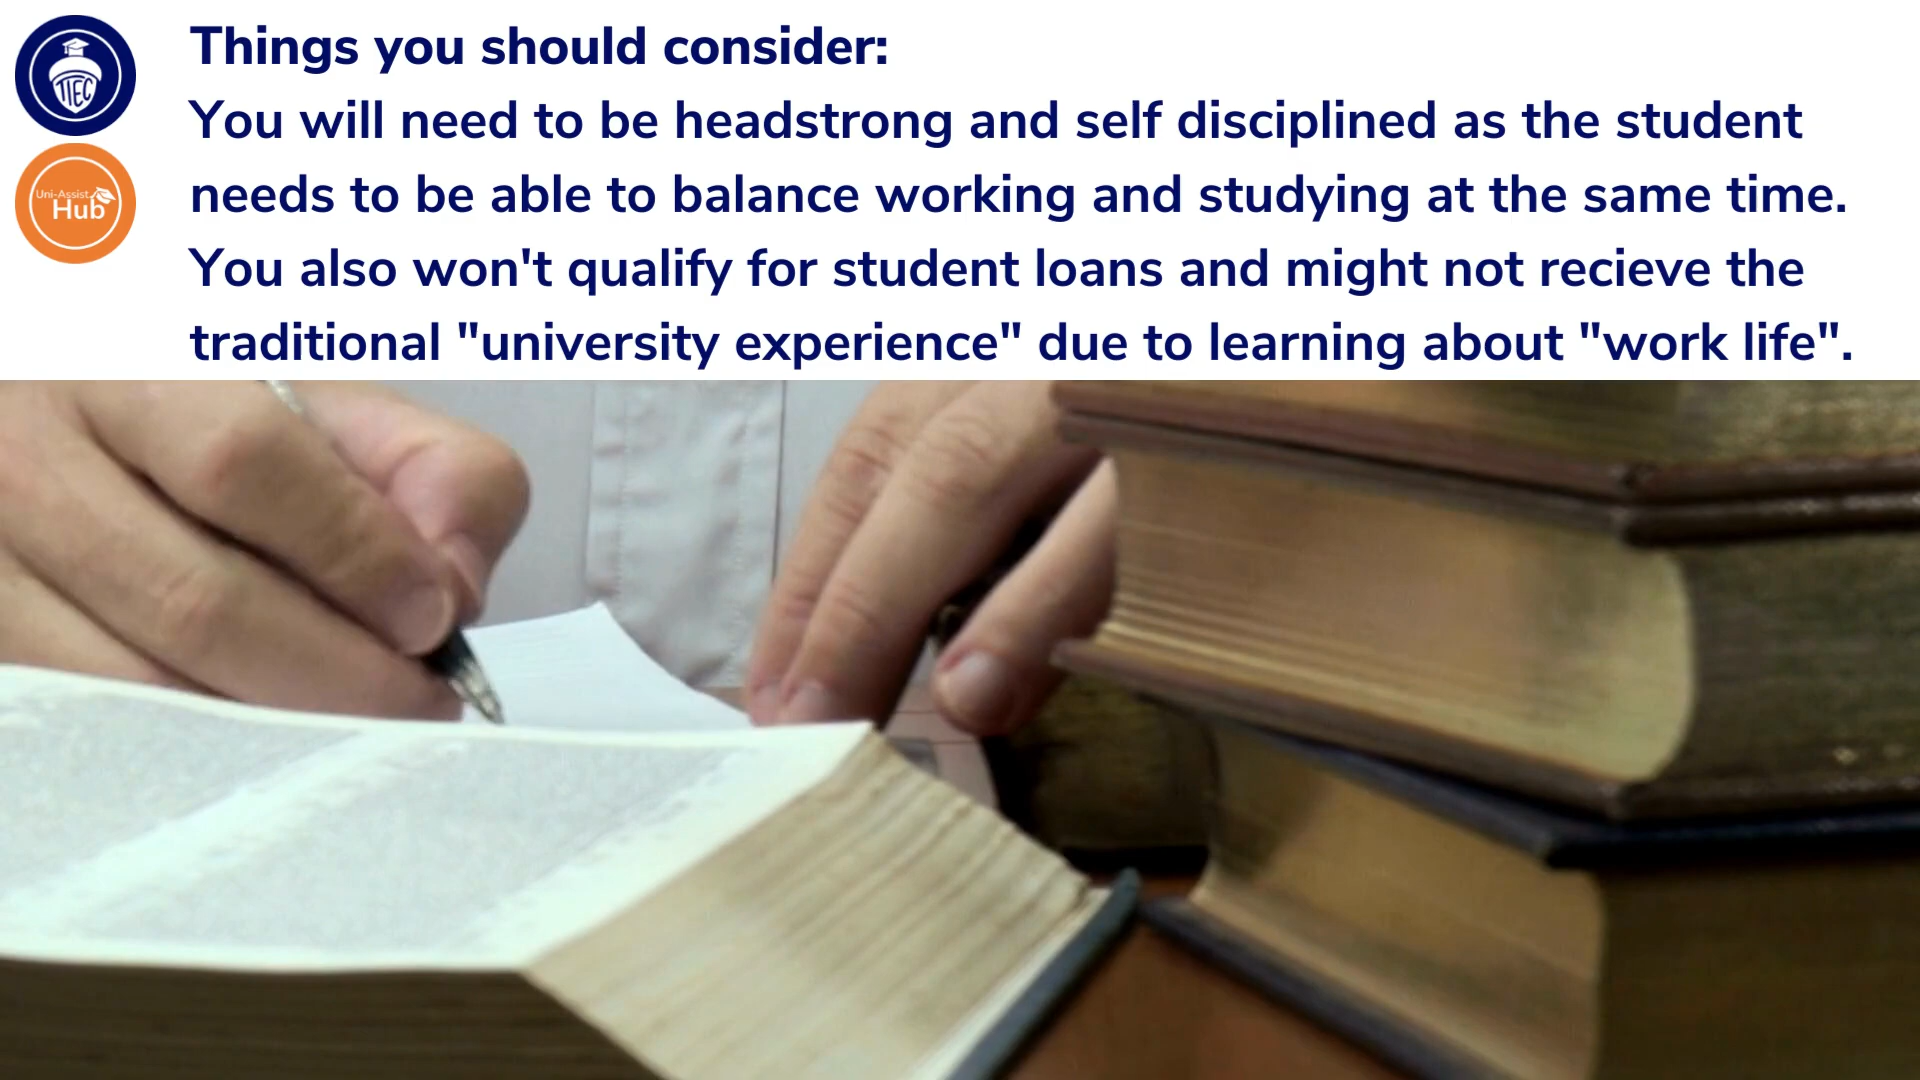 TIEC
Uni-Assist
Hub
Things you should consider:
You will need to be headstrong and self disciplined as the student
needs to be able to balance working and studying at the same time.
You also won't qualify for student loans and might not recieve the
traditional "university experience" due to learning about "work life".